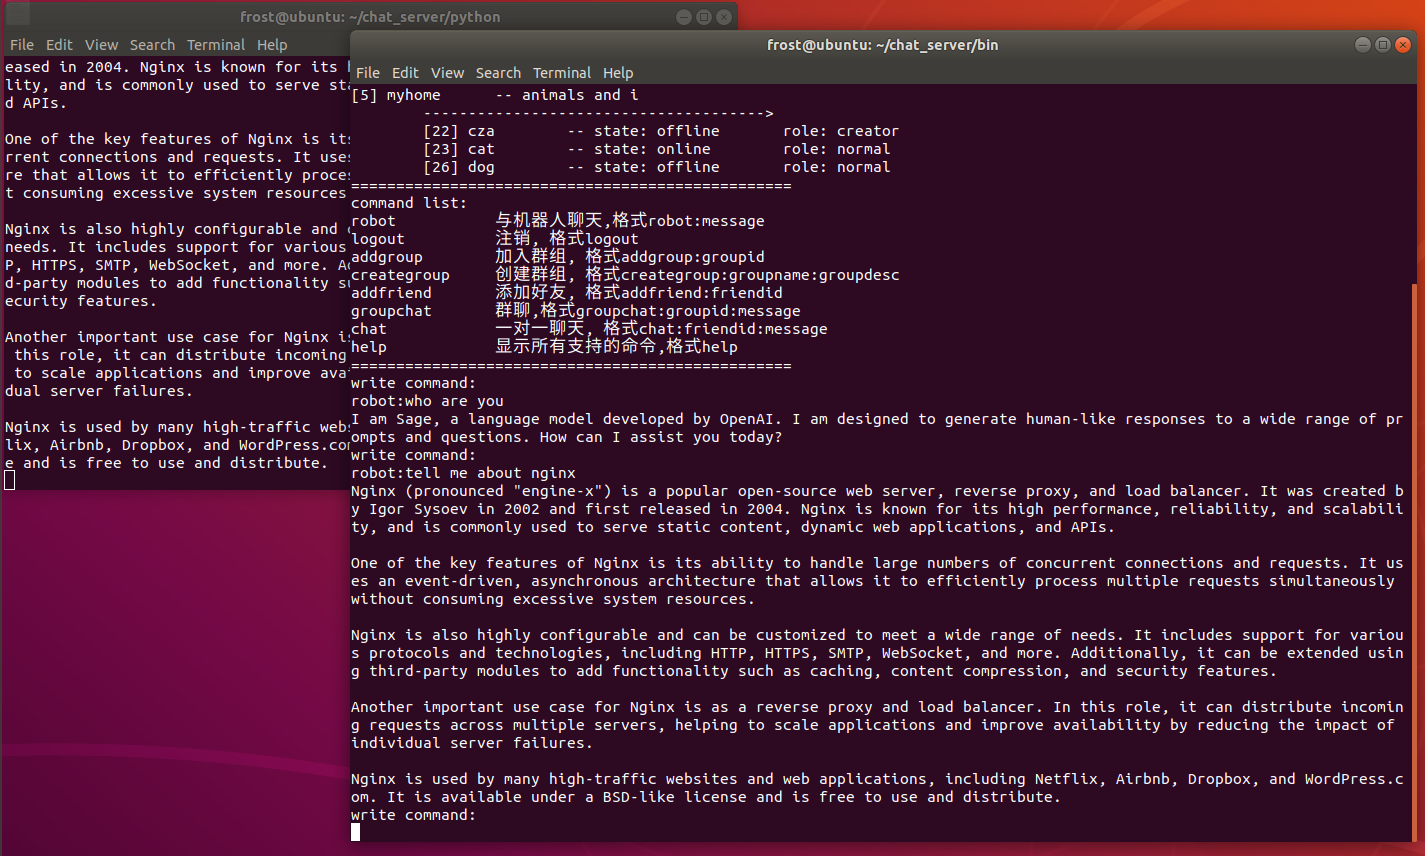 frost@ubuntu: ~/chat_server/python
File Edit View Search Terminal Help
eased in 2004. Nginx is known for its
lity, and is commonly used to serve sta
d APIs.
One of the key features of Nginx is its
rrent connections and requests. It uses
re that allows it to efficiently proces
t consuming excessive system resources
Nginx is also highly configurable and
needs. It includes support for various
P, HTTPS, SMTP, WebSocket, and more. Ad
d-party modules to add functionality su
ecurity features.
Another important use case for Nginx is
this role, it can distribute incoming
to scale applications and improve avai
dual server failures.
Nginx is used by many high-traffic webs
lix, Airbnb, Dropbox, and WordPress.com
e and is free to use and distribute.
frost@ubuntu: ~/chat_server/bin
File Edit View Search Terminal Help
[5] myhome -- animals and i
-------------------------------------->
[22] cza -- state: offline role: creator
[23] cat -- state: online role: normal
[26] dog -- state: offline role: normal
=================================================
command list:
robot 与机器人聊天,格式robot:message
logout 注销, 格式logout
addgroup 加入群组, 格式addgroup:groupid
creategroup 创建群组, 格式creategroup:groupname:groupdesc
addfriend 添加好友, 格式addfriend:friendid
groupchat 群聊,格式groupchat:groupid:message
chat 一对一聊天, 格式chat:friendid:message
help 显示所有支持的命令,格式help
=================================================
write command:
robot:who are you
I am Sage, a language model developed by OpenAI. I am designed to generate human-like responses to a wide range of pr
ompts and questions. How can I assist you today?
write command:
robot:tell me about nginx
Nginx (pronounced "engine-x") is a popular open-source web server, reverse proxy, and load balancer. It was created b
y Igor Sysoev in 2002 and first released in 2004. Nginx is known for its high performance, reliability, and scalabili
ty, and is commonly used to serve static content, dynamic web applications, and APIs.
One of the key features of Nginx is its ability to handle large numbers of concurrent connections and requests. It us
es an event-driven, asynchronous architecture that allows it to efficiently process multiple requests simultaneously
without consuming excessive system resources.
Nginx is also highly configurable and can be customized to meet a wide range of needs. It includes support for variou
s protocols and technologies, including HTTP, HTTPS, SMTP, WebSocket, and more. Additionally, it can be extended usin
g third-party modules to add functionality such as caching, content compression, and security features.
Another important use case for Nginx is as a reverse proxy and load balancer. In this role, it can distribute incomin
g requests across multiple servers, helping to scale applications and improve availability by reducing the impact of
individual server failures.
Nginx is used by many high-traffic websites and web applications, including Netflix, Airbnb, Dropbox, and WordPress.c
om. It is available under a BSD-like license and is free to use and distribute.
write command: